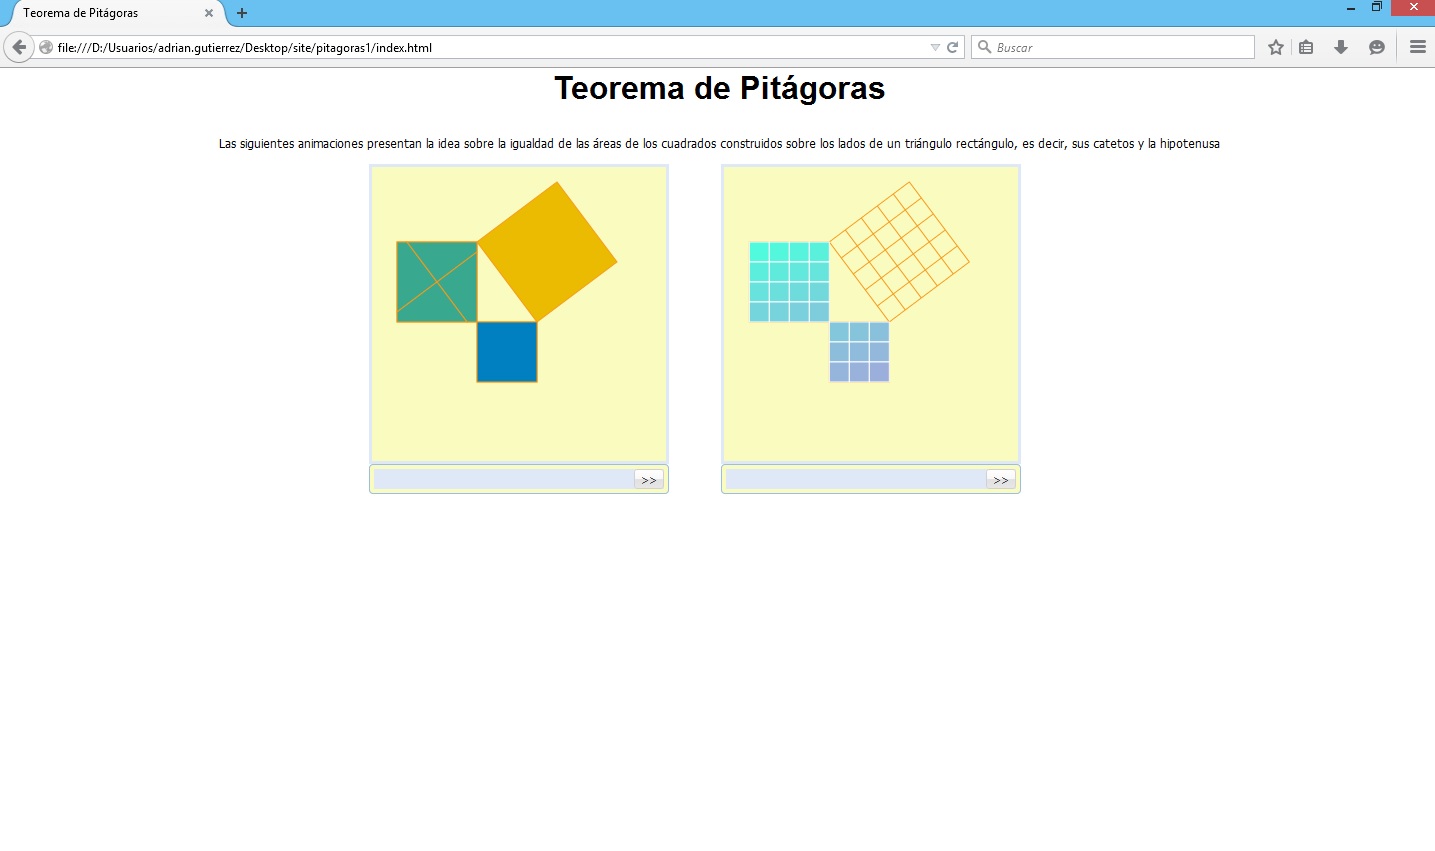 Teorema de Pitágoras
file:///D:/Usuarios/adrian.gutierrez/Desktop/site/pitagoras1/index.html
Buscar
Teorema de Pitágoras
Las siguientes animaciones presentan la idea sobre la igualdad de las áreas de los cuadrados construidos sobre los lados de un triángulo rectángulo, es decir, sus catetos y la hipotenusa
>>
>>